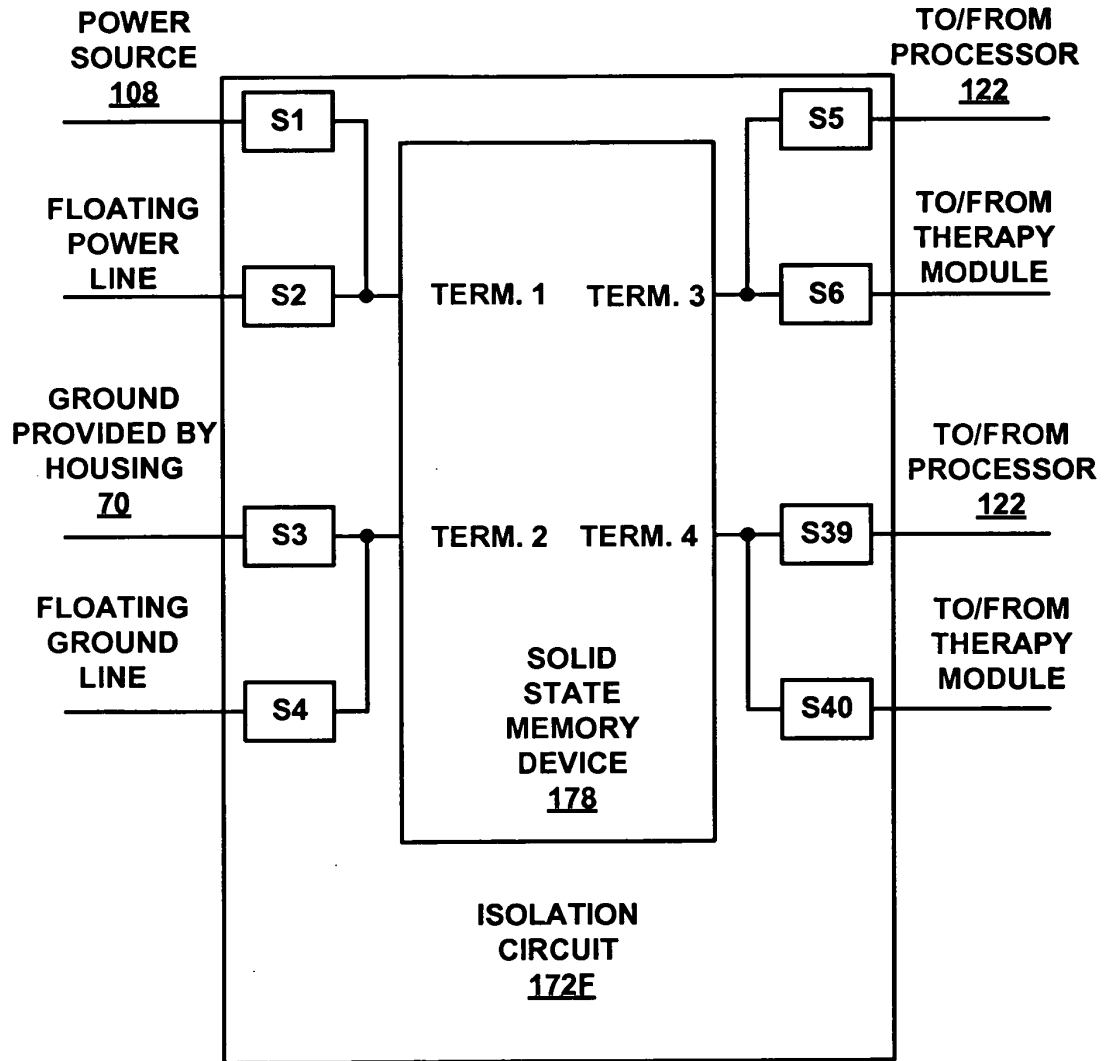 POWER
SOURCE
108
S1
FLOATING
POWER
LINE
S2
GROUND
PROVIDED BY
HOUSING
70
S3
FLOATING
GROUND
LINE
S4
TERM. 1
TERM. 3
TERM. 2
TERM. 4
SOLID
STATE
MEMORY
DEVICE
178
ISOLATION
CIRCUIT
172F
TO/FROM
PROCESSOR
122
S5
TO/FROM
THERAPY
MODULE
S6
TO/FROM
PROCESSOR
122
S39
TO/FROM
THERAPY
MODULE
S40